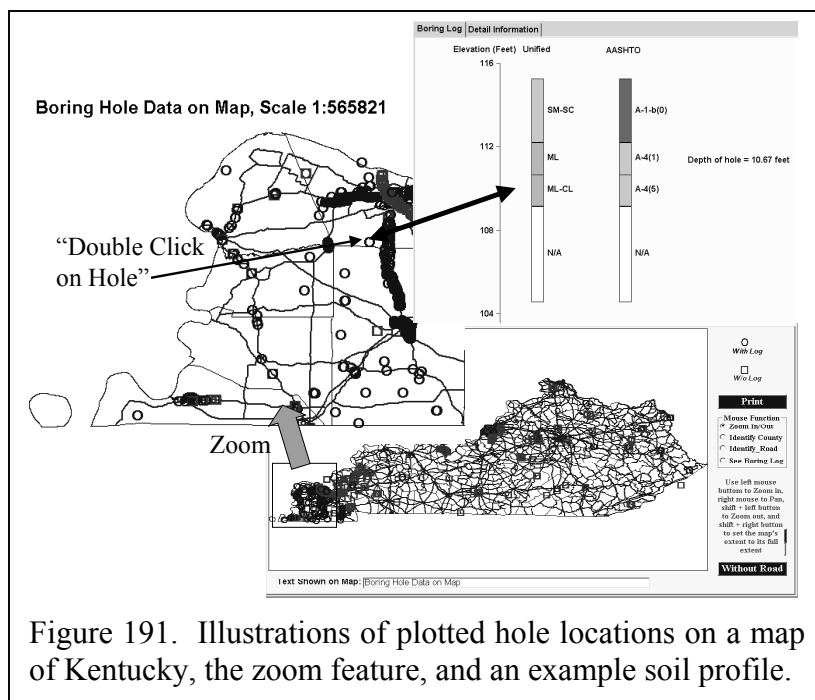 Boring Log Detail Information
Elevation (Feet) Unified AASHTO
116
112
108
104
SM-SC
ML
ML-CL
N/A
A-1-b(0)
A-4(1)
A-4(5)
N/A
Depth of hole = 10.67 feet
Boring Hole Data on Map, Scale 1:565821
“Double Click
on Hole”
Zoom
With Log
W/o Log
Print
Mouse Function
Zoom In/Out
Identify County
Identify_Road
See Boring Log
Use left mouse
buttom to Zoom in,
right mouse to Pan,
shift + left button
to Zoom out, and
shift + right button
to set the map's
extent to its full
extent
Without Road
Text Shown on Map: Boring Hole Data on Map
Figure 191. Illustrations of plotted hole locations on a map
of Kentucky, the zoom feature, and an example soil profile.